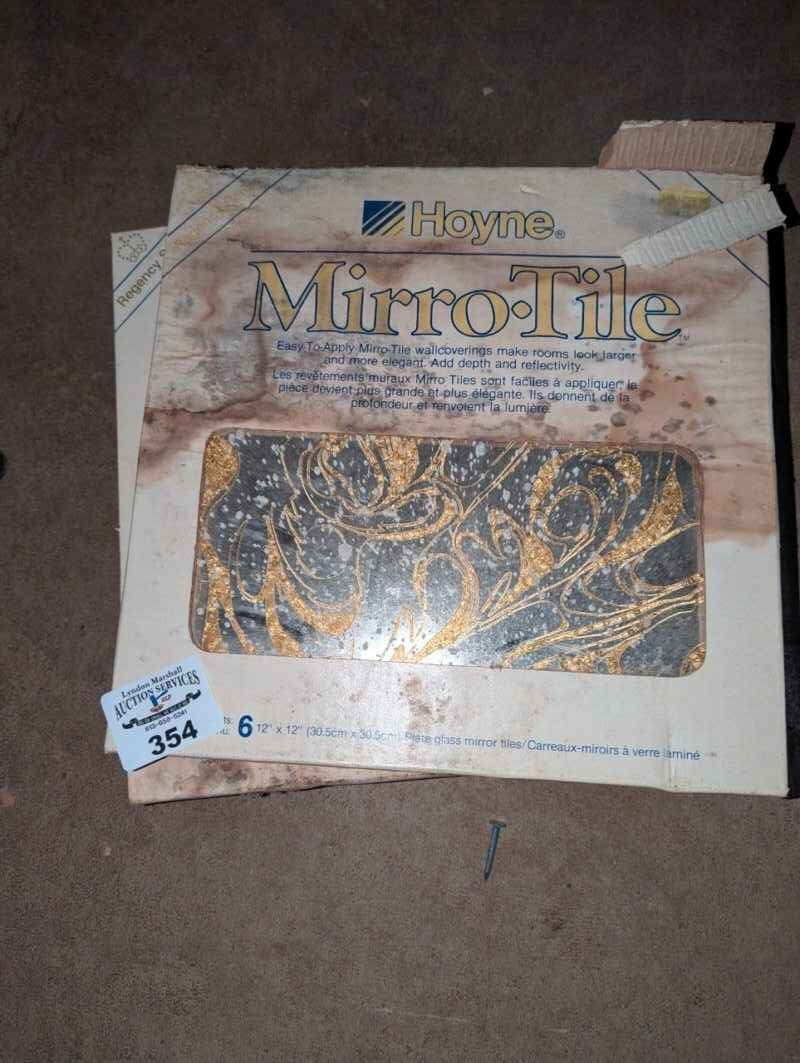 Hoyne®
Mirro•Tile™
Easy-To-Apply Mirro-Tile wallcoverings make rooms look larger
and more elegant. Add depth and reflectivity.
Les revêtements muraux Mirro Tiles sont faciles à appliquer; la
pièce devient plus grande et plus élégante. Ils donnent de la
profondeur et renvoient la lumière.
Regency
Lyndon Marshall
AUCTION SERVICES
354
6 12" x 12" (30.5cm x 30.5cm) Plate glass mirror tiles/Carreaux-miroirs à verre laminé